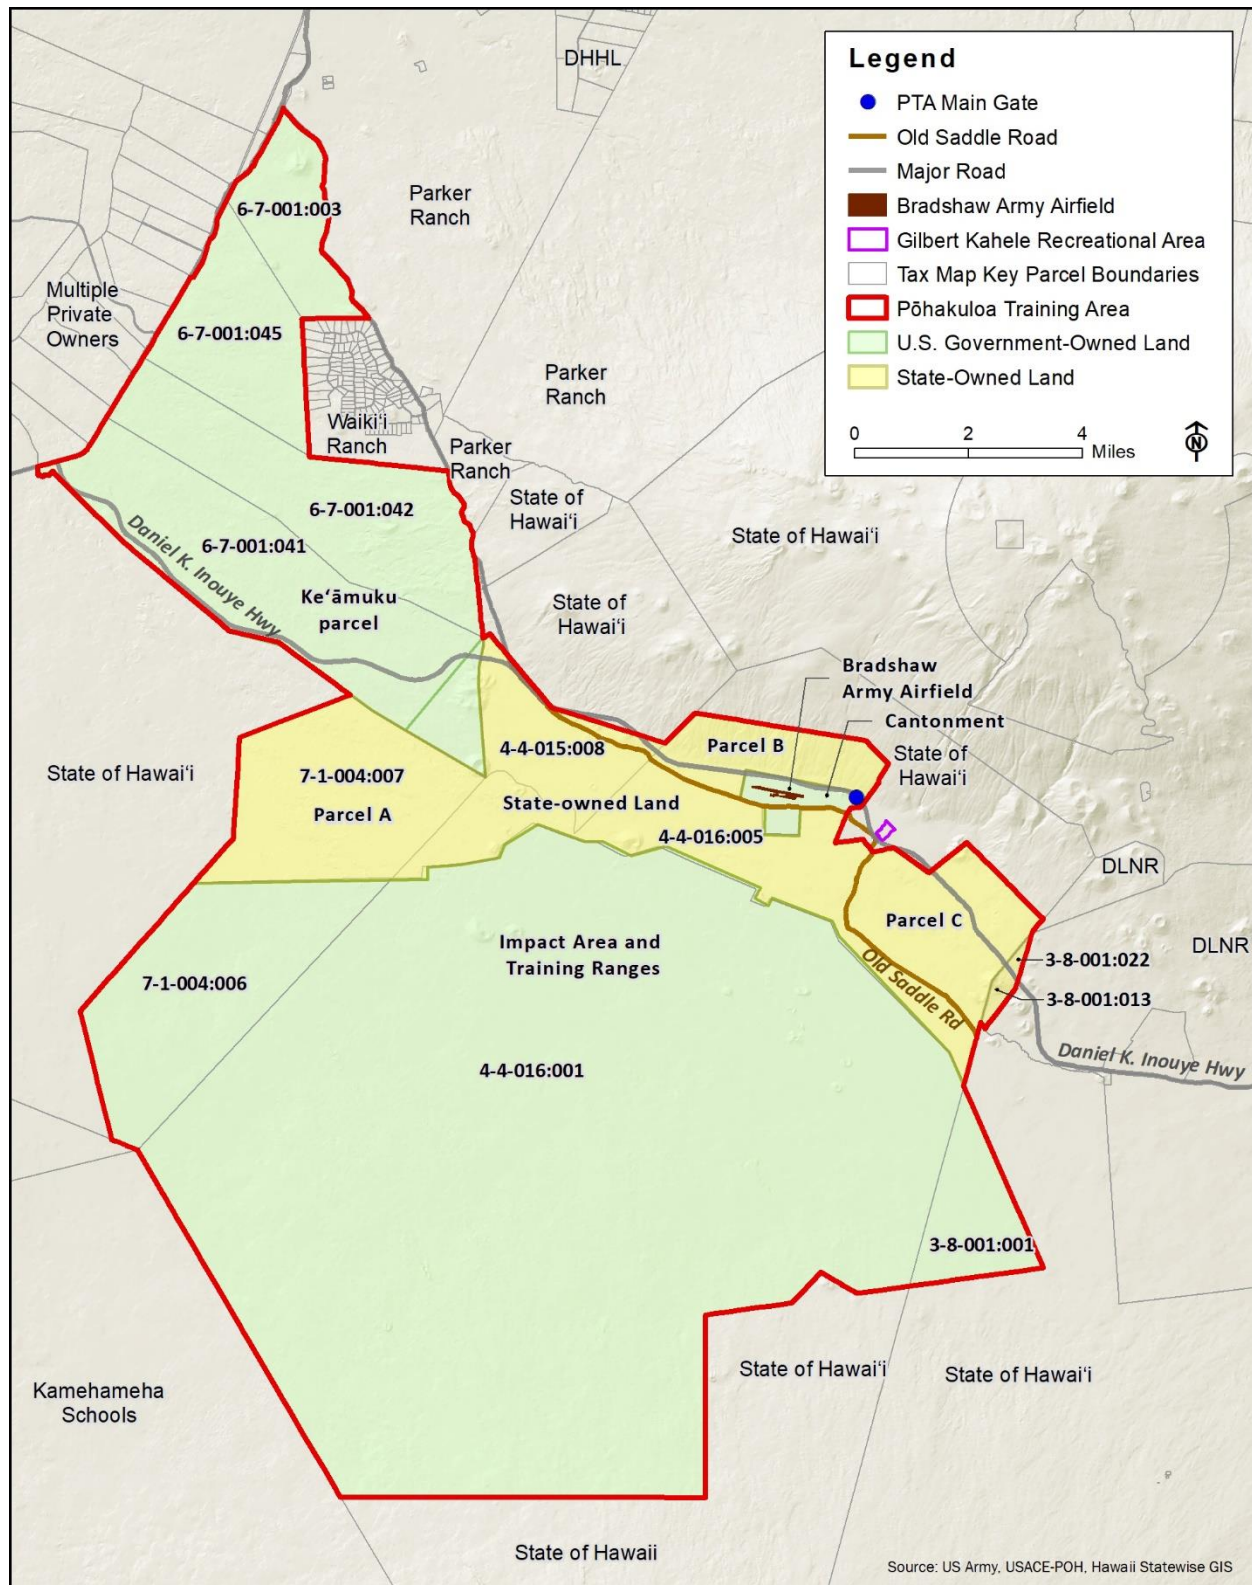 DHHL
Legend
PTA Main Gate
Old Saddle Road
Major Road
Bradshaw Army Airfield
Gilbert Kahele Recreational Area
Tax Map Key Parcel Boundaries
Pōhakuloa Training Area
U.S. Government-Owned Land
State-Owned Land
0 2 4
Miles
N
Parker
Ranch
6-7-001:003
Multiple
Private
Owners
6-7-001:045
Parker
Ranch
Waiki‘i
Ranch
Parker
Ranch
State of
Hawai‘i
6-7-001:042
State of Hawai‘i
6-7-001:041
Daniel K. Inouye Hwy
Ke‘āmuku
parcel
State of
Hawai‘i
Bradshaw
Army Airfield
Cantonment
Parcel B
4-4-015:008
State of
Hawai‘i
State of Hawai‘i
7-1-004:007
Parcel A
State-owned Land
4-4-016:005
DLNR
Parcel C
DLNR
Impact Area and
Training Ranges
3-8-001:022
7-1-004:006
Old Saddle Rd
3-8-001:013
4-4-016:001
Daniel K. Inouye Hwy
3-8-001:001
State of Hawai‘i
State of Hawai‘i
Kamehameha
Schools
State of Hawaii
Source: US Army, USACE-POH, Hawaii Statewise GIS